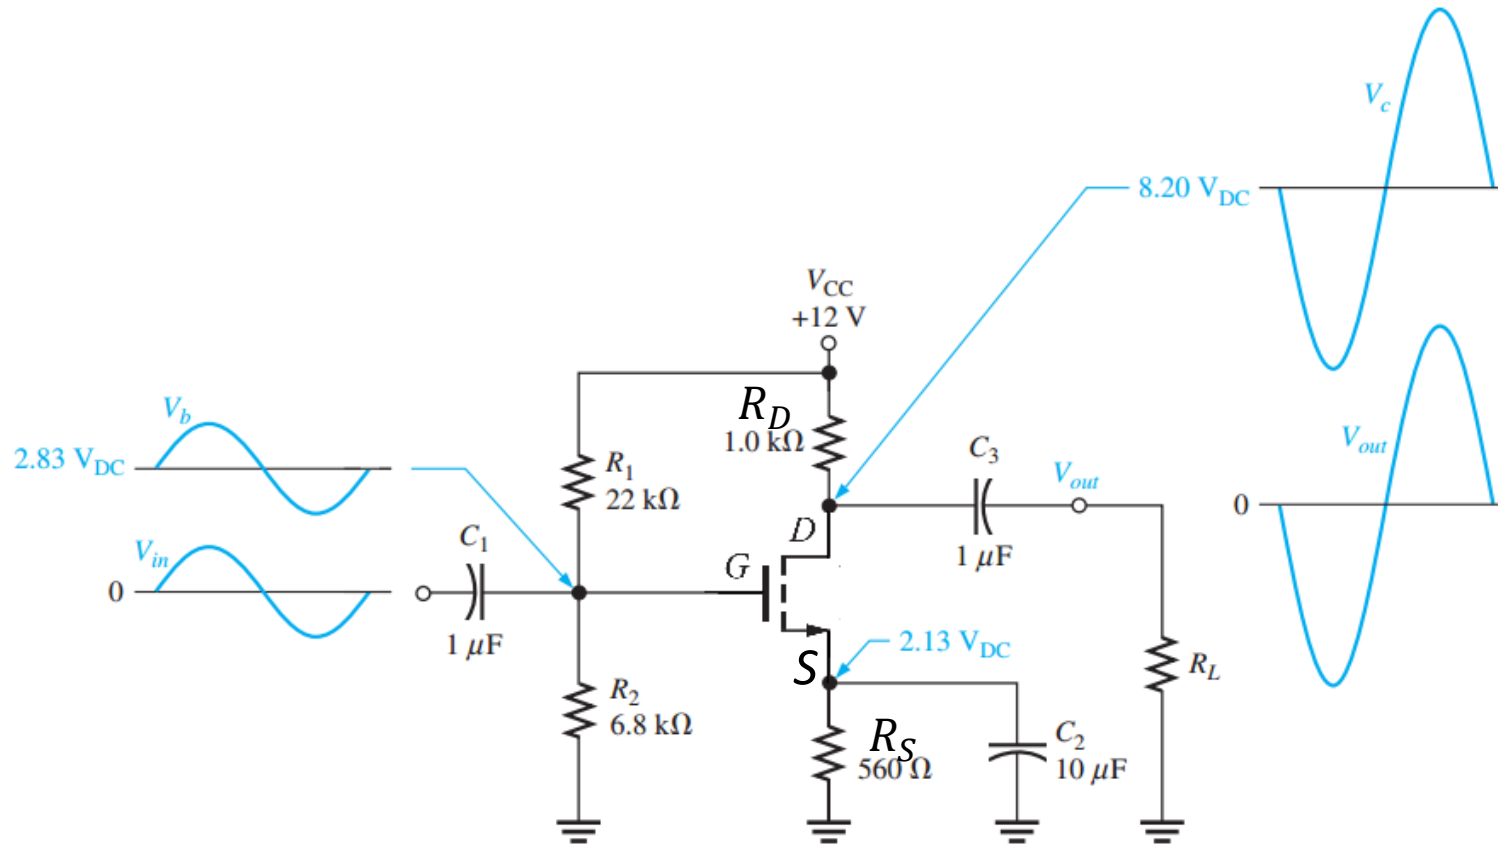 V_c
8.20 V_DC
V_CC
+12 V
R_D
1.0 kΩ
V_b
2.83 V_DC
R_1
22 kΩ
C_3
1 μF
V_out
V_out
0
D
G
V_in
0
C_1
1 μF
S
2.13 V_DC
R_L
R_2
6.8 kΩ
R_S
560 Ω
C_2
10 μF